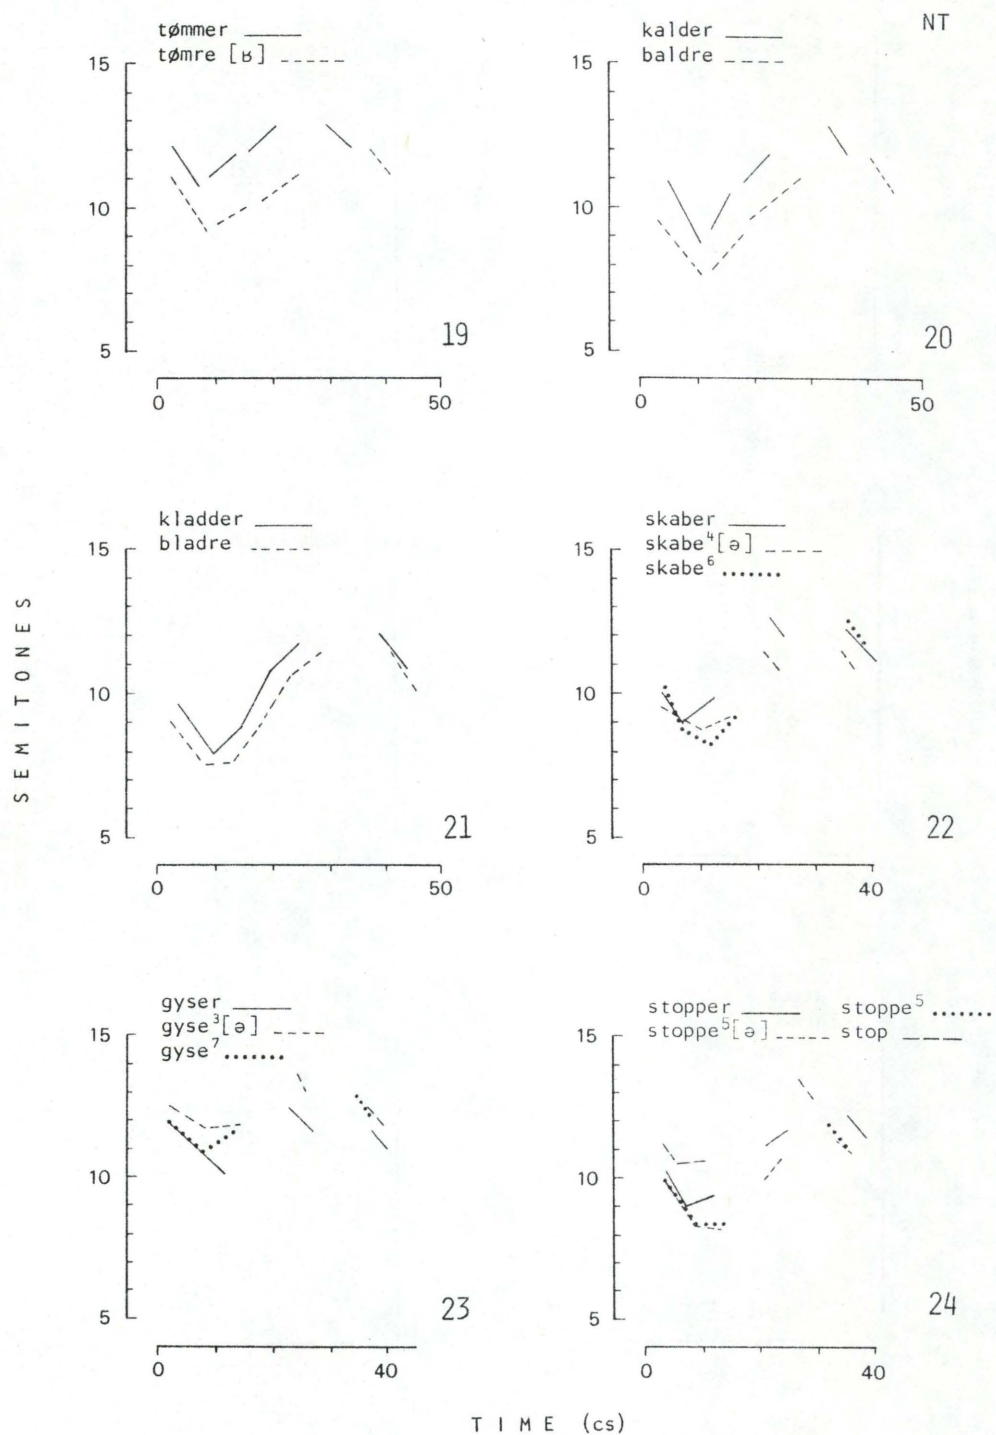 NT
tømmer
tømre [ʁ]
15
10
5
0 50
19
kalder
baldre
15
10
5
0 50
20
kladder
bladre
15
10
5
0 50
21
skaber
skabe⁴[ə]
skabe⁶
15
10
5
0 40
22
gyser
gyse³[ə]
gyse⁷
15
10
5
0 40
23
stopper stoppe⁵
stoppe⁵[ə] stop
15
10
5
0 40
24
SEMITONES
TIME (cs)